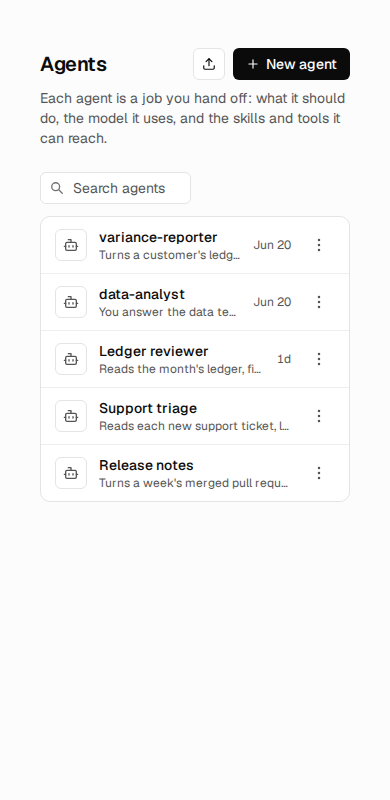 Agents
New agent
Each agent is a job you hand off: what it should
do, the model it uses, and the skills and tools it
can reach.
Search agents
variance-reporter
Turns a customer's ledg...
Jun 20
data-analyst
You answer the data te...
Jun 20
Ledger reviewer
Reads the month's ledger, fi...
1d
Support triage
Reads each new support ticket, l...
Release notes
Turns a week's merged pull requ...